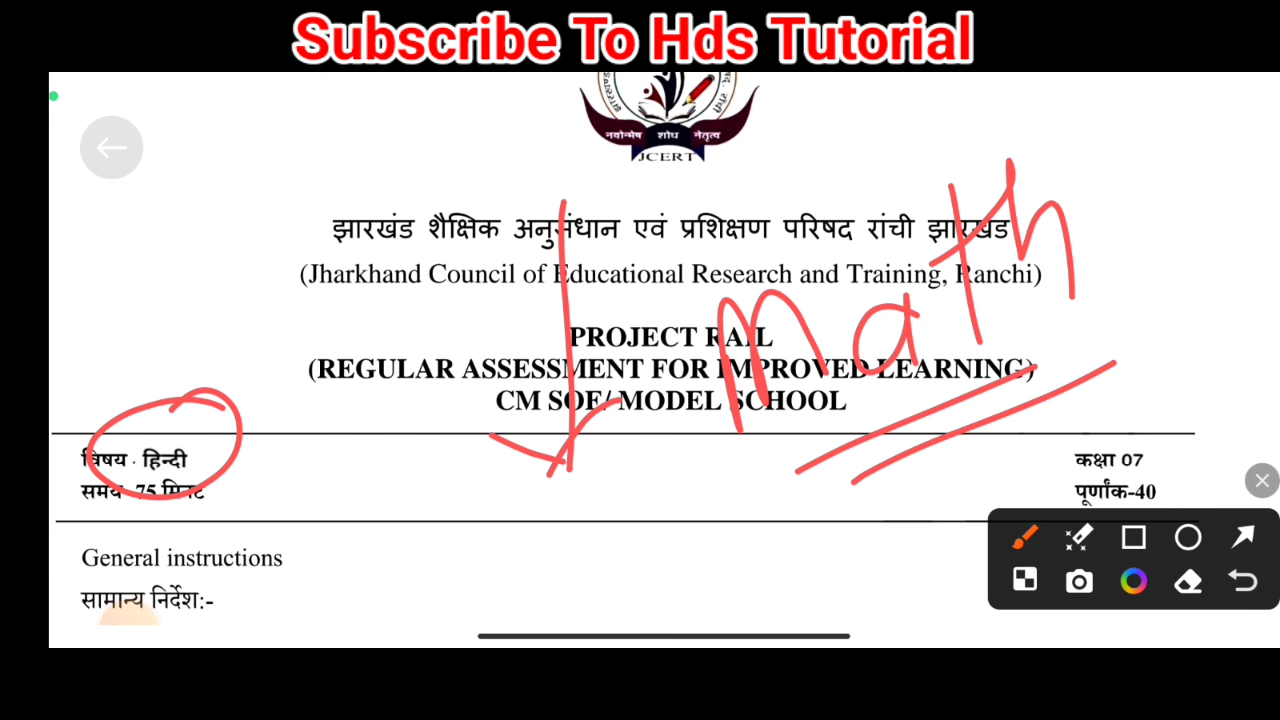 Subscribe To Hds Tutorial
नवोन्मेष शोध नेतृत्व
JCERT
झारखंड शैक्षिक अनुसंधान एवं प्रशिक्षण परिषद रांची झारखंड
(Jharkhand Council of Educational Research and Training, Ranchi)
Math
PROJECT RAIL
(REGULAR ASSESSMENT FOR IMPROVED LEARNING)
CM SOE/ MODEL SCHOOL
विषय - हिन्दी
कक्षा 07
समय- 75 मिनट
पूर्णांक-40
General instructions
सामान्य निर्देश:-